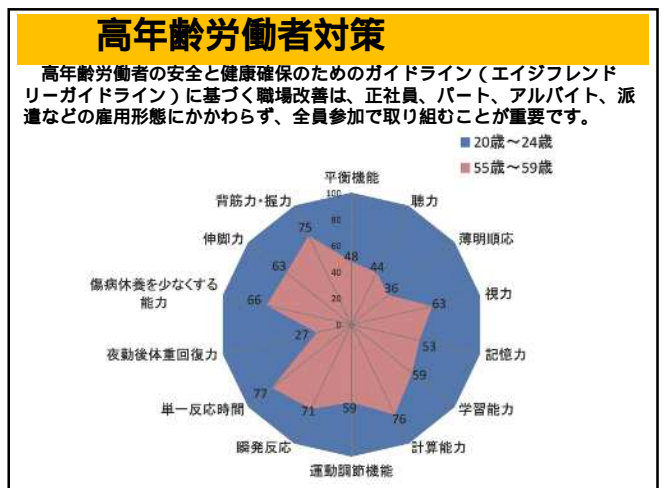 高年齢労働者対策
高年齢労働者の安全と健康確保のためのガイドライン（エイジフレンド
リーガイドライン）に基づく職場改善は、正社員、パート、アルバイト、派
遣などの雇用形態にかかわらず、全員参加で取り組むことが重要です。
20歳～24歳
55歳～59歳
平衡機能
聴力
薄明順応
視力
記憶力
学習能力
計算能力
運動調節機能
瞬発反応
単一反応時間
夜勤後体重回復力
傷病休養を少なくする
能力
伸脚力
背筋力・握力
100
80
60
40
20
0
48
44
36
63
53
59
76
59
71
77
27
66
63
75